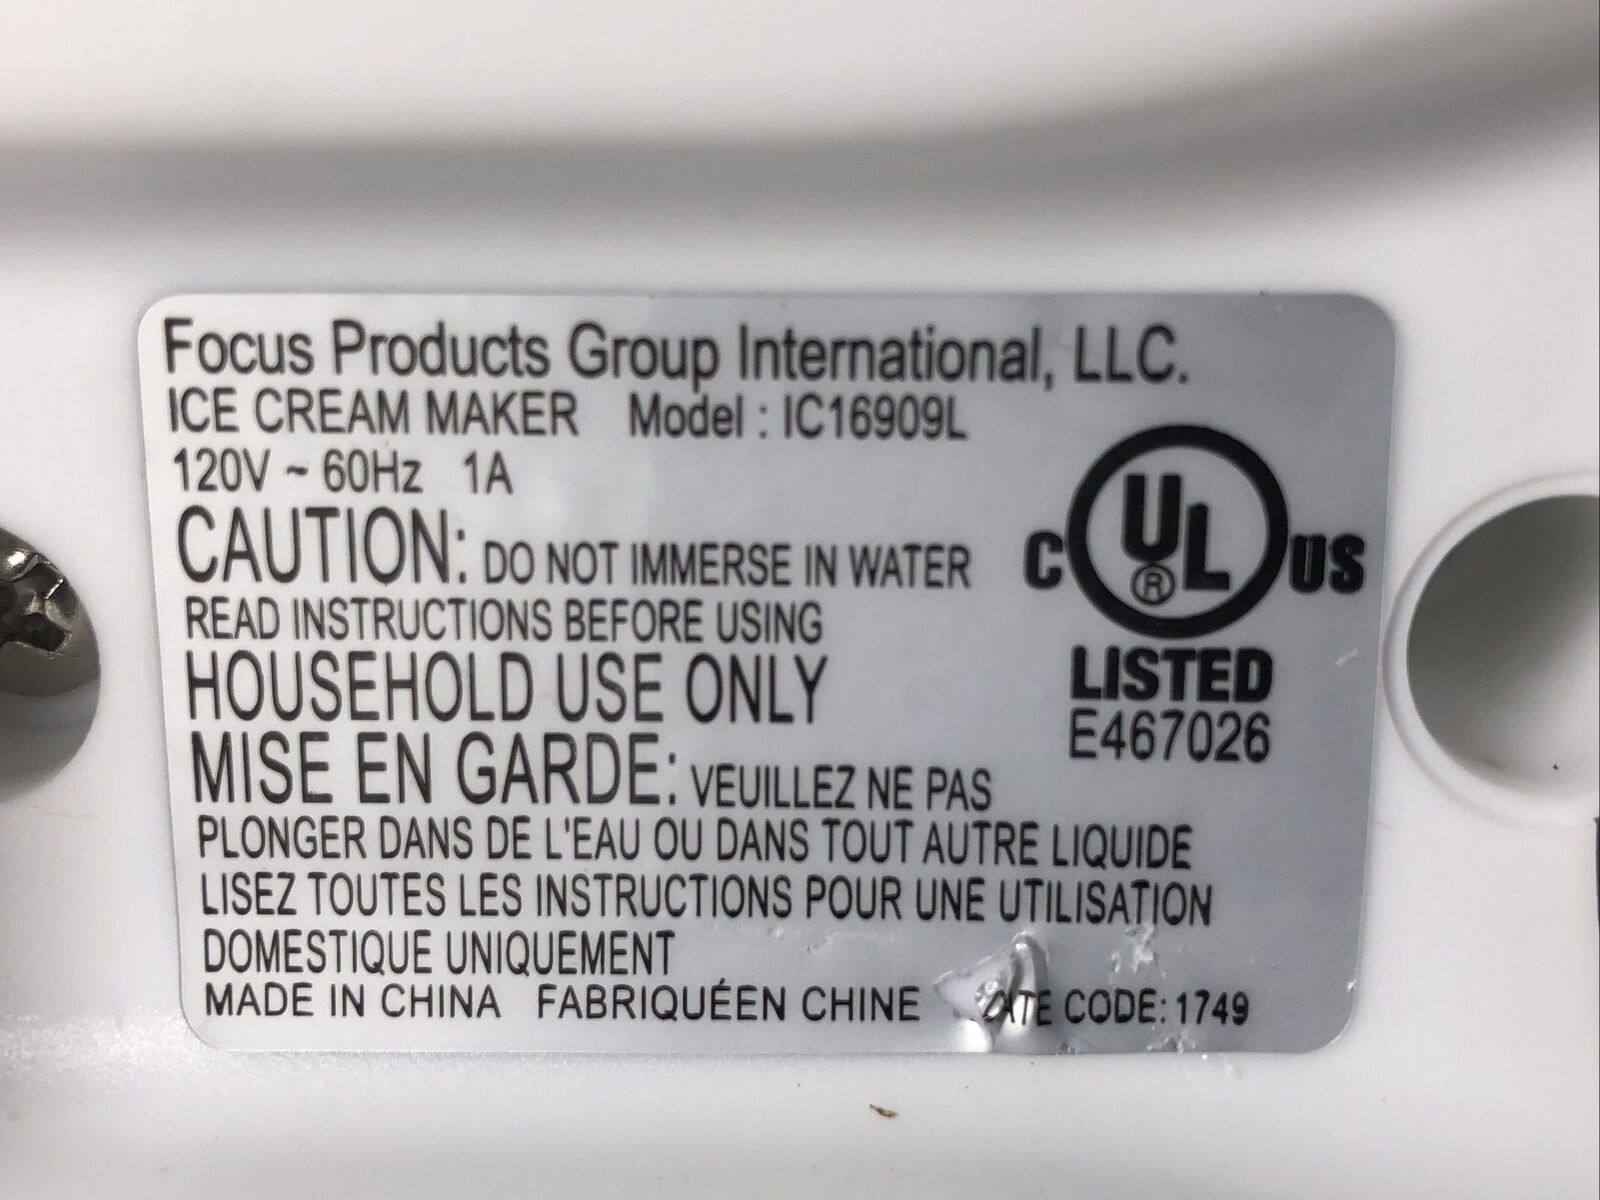 Focus Products Group International, LLC.
ICE CREAM MAKER Model : IC16909L
120V ~ 60Hz 1A
CAUTION: DO NOT IMMERSE IN WATER
READ INSTRUCTIONS BEFORE USING
HOUSEHOLD USE ONLY
C UL ® US
LISTED
E467026
MISE EN GARDE: VEUILLEZ NE PAS
PLONGER DANS DE L'EAU OU DANS TOUT AUTRE LIQUIDE
LISEZ TOUTES LES INSTRUCTIONS POUR UNE UTILISATION
DOMESTIQUE UNIQUEMENT
MADE IN CHINA FABRIQUÉEN CHINE DATE CODE: 1749